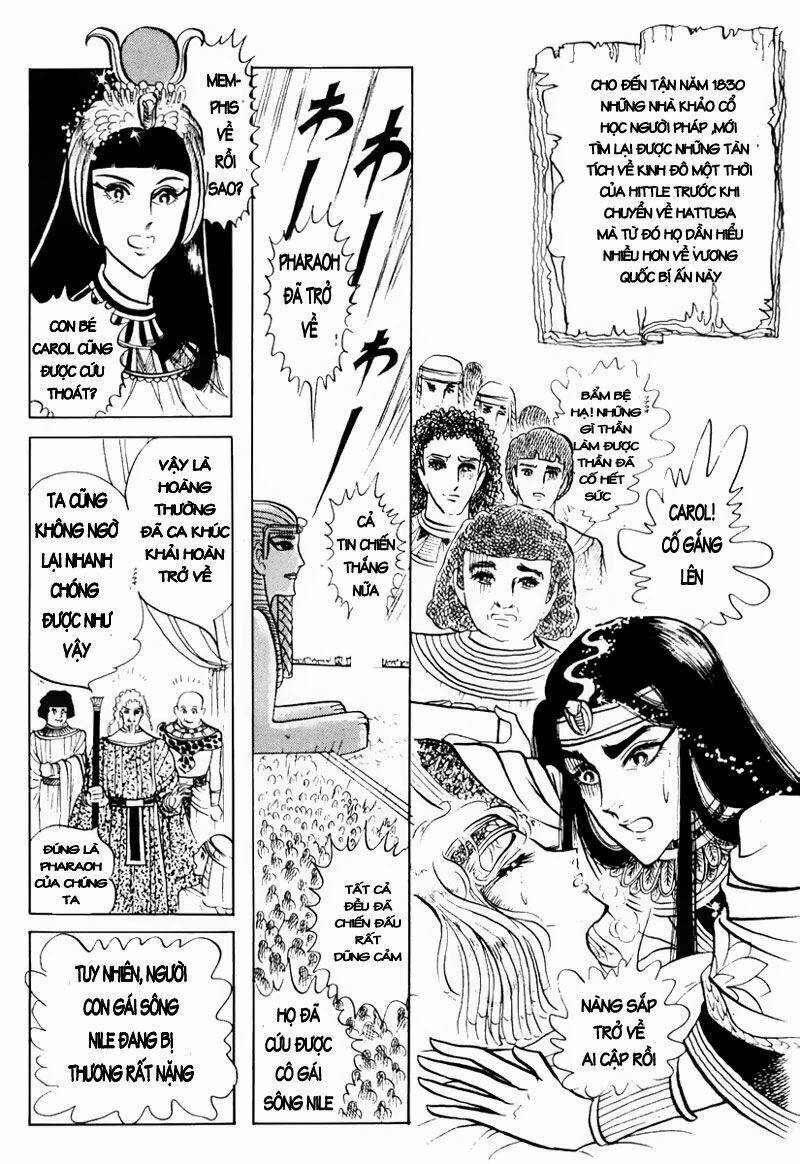 CHO ĐẾN TẬN NĂM 1830
NHỮNG NHÀ KHẢO CỔ
HỌC NGƯỜI PHÁP ,MỚI
TÌM LẠI ĐƯỢC NHỮNG TÀN
TÍCH VỀ KINH ĐÔ MỘT THỜI
CỦA HITTLE TRƯỚC KHI
CHUYỂN VỀ HATTUSA
MÀ TỪ ĐÓ HỌ DẦN HIỂU
NHIỀU HƠN VỀ VƯƠNG
QUỐC BÍ ẨN NÀY
BẨM BỆ
HẠ! NHỮNG
GÌ THẦN
LÀM ĐƯỢC
THẦN ĐÃ
CỐ HẾT
SỨC
CAROL!
CỐ GẮNG
LÊN
NÀNG SẮP
TRỞ VỀ
AI CẬP RỒI
わー
わー
わー
PHARAOH
ĐÃ TRỞ
VỀ
CẢ
TIN CHIẾN
THẮNG
NỮA
TẤT CẢ
ĐỀU ĐÃ
CHIẾN ĐẤU
RẤT
DŨNG CẢM
HỌ ĐÃ
CỨU ĐƯỢC
CÔ GÁI
SÔNG NILE
MEM-
PHIS
VỀ
RỒI
SAO?
CON BÉ
CAROL CŨNG
ĐƯỢC CỨU
THOÁT?
VẬY LÀ
HOÀNG
THƯỜNG
ĐÃ CA KHÚC
KHẢI HOÀN
TRỞ VỀ
TA CŨNG
KHÔNG NGỜ
LẠI NHANH
CHÓNG
ĐƯỢC NHƯ
VẬY
ĐÚNG LÀ
PHARAOH
CỦA CHÚNG
TA
TUY NHIÊN, NGƯỜI
CON GÁI SÔNG
NILE ĐANG BỊ
THƯƠNG RẤT NẶNG